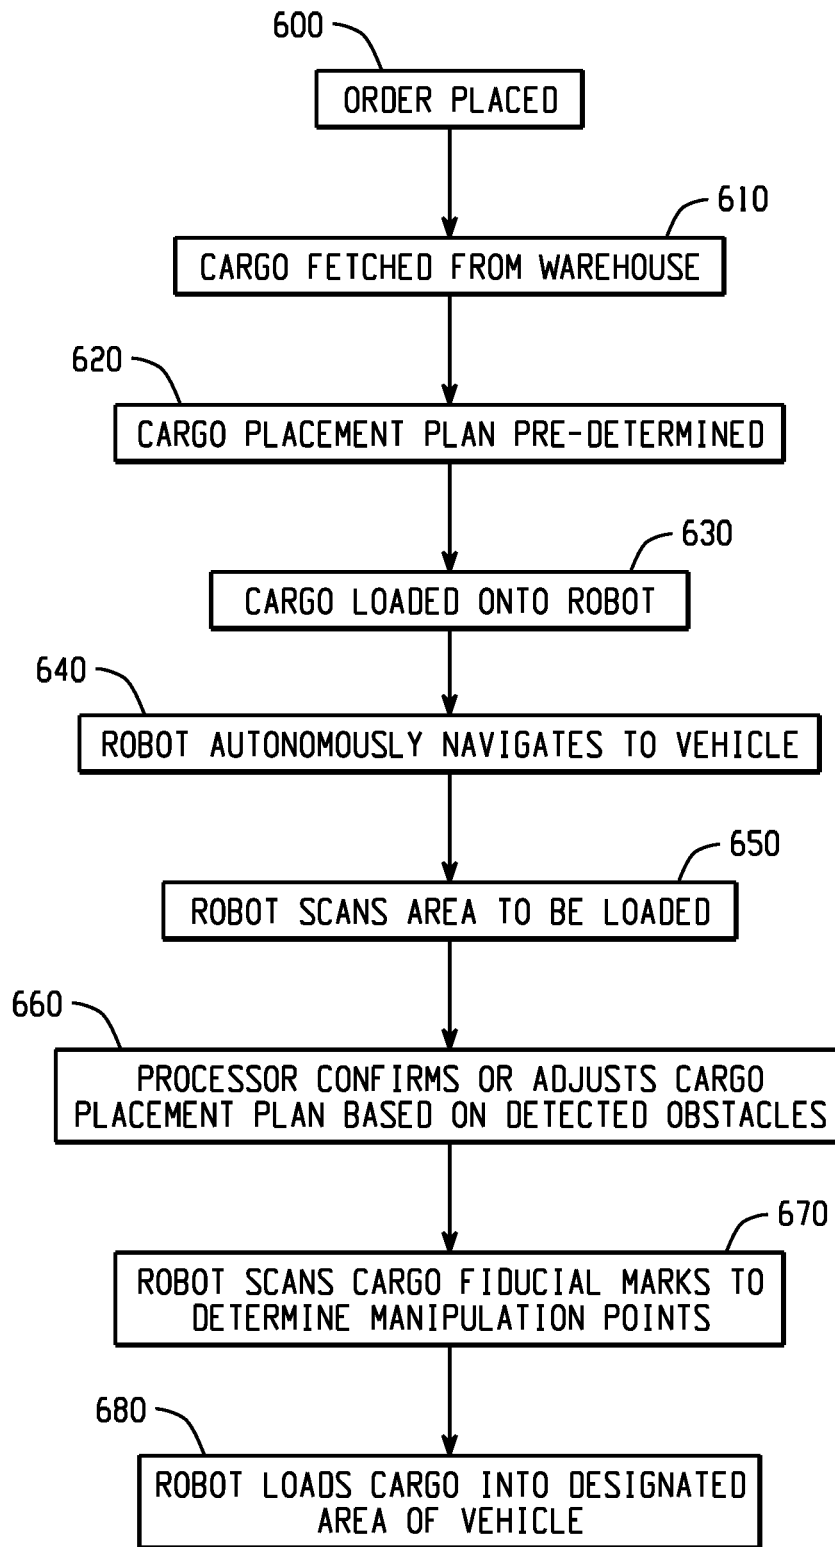 600
ORDER PLACED
610
CARGO FETCHED FROM WAREHOUSE
620
CARGO PLACEMENT PLAN PRE-DETERMINED
630
CARGO LOADED ONTO ROBOT
640
ROBOT AUTONOMOUSLY NAVIGATES TO VEHICLE
650
ROBOT SCANS AREA TO BE LOADED
660
PROCESSOR CONFIRMS OR ADJUSTS CARGO
PLACEMENT PLAN BASED ON DETECTED OBSTACLES
670
ROBOT SCANS CARGO FIDUCIAL MARKS TO
DETERMINE MANIPULATION POINTS
680
ROBOT LOADS CARGO INTO DESIGNATED
AREA OF VEHICLE